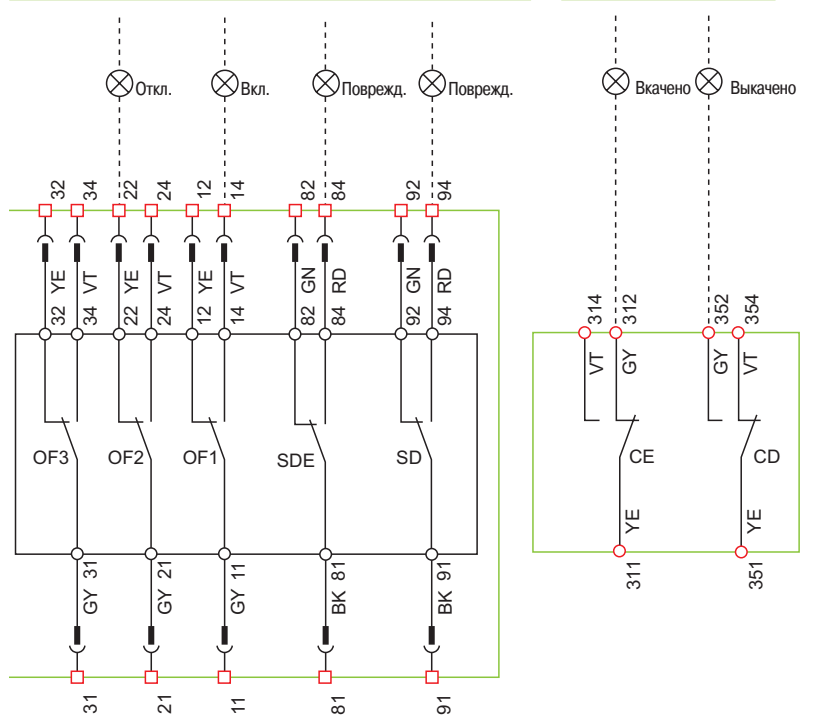 Откл.
Вкл.
Поврежд.
Поврежд.
Вкачено
Выкачено
32 34 22 24 12 14 82 84 92 94
YE VT YE VT YE VT GN RD GN RD
32 34 22 24 12 14 82 84 92 94
314 312 352 354
VT GY GY VT
OF3 OF2 OF1 SDE SD
CE CD
YE YE
31 21 11 81 91
GY GY GY BK BK
311 351
31 21 11 81 91